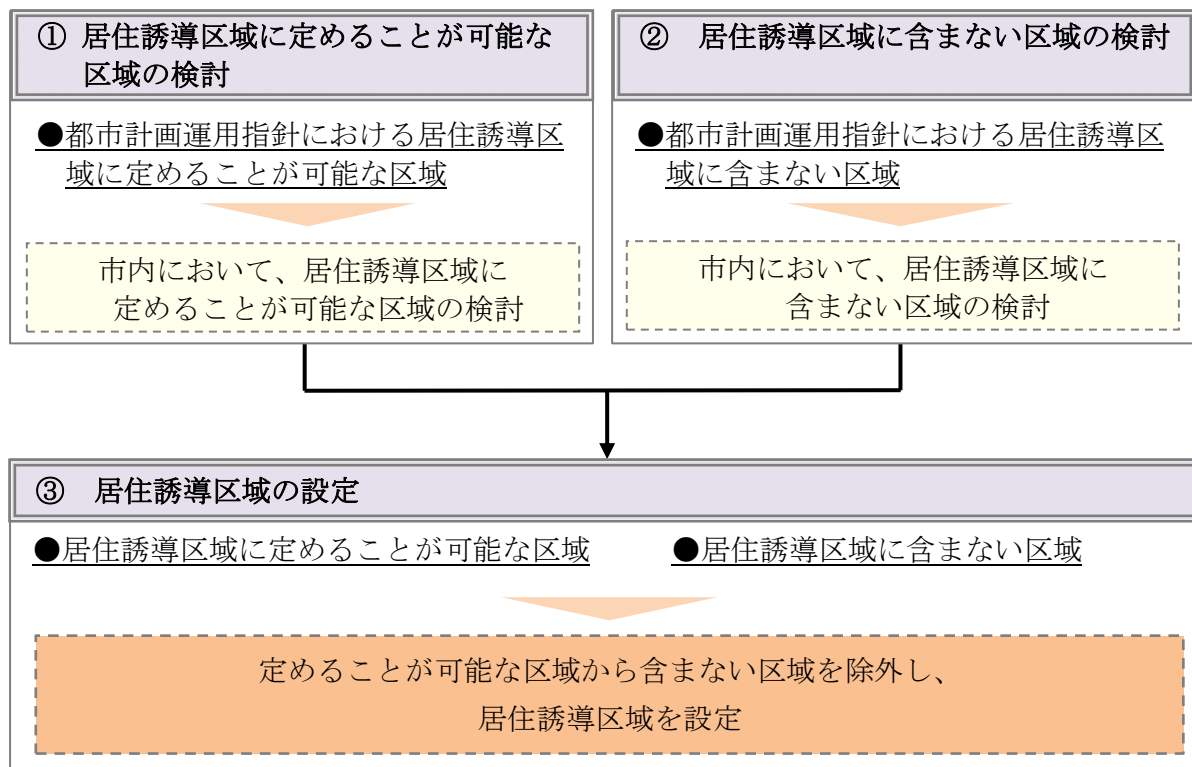 ① 居住誘導区域に定めることが可能な
区域の検討
●都市計画運用指針における居住誘導区
域に定めることが可能な区域
市内において、居住誘導区域に
定めることが可能な区域の検討
② 居住誘導区域に含まない区域の検討
●都市計画運用指針における居住誘導区
域に含まない区域
市内において、居住誘導区域に
含まない区域の検討
③ 居住誘導区域の設定
●居住誘導区域に定めることが可能な区域
●居住誘導区域に含まない区域
定めることが可能な区域から含まない区域を除外し、
居住誘導区域を設定